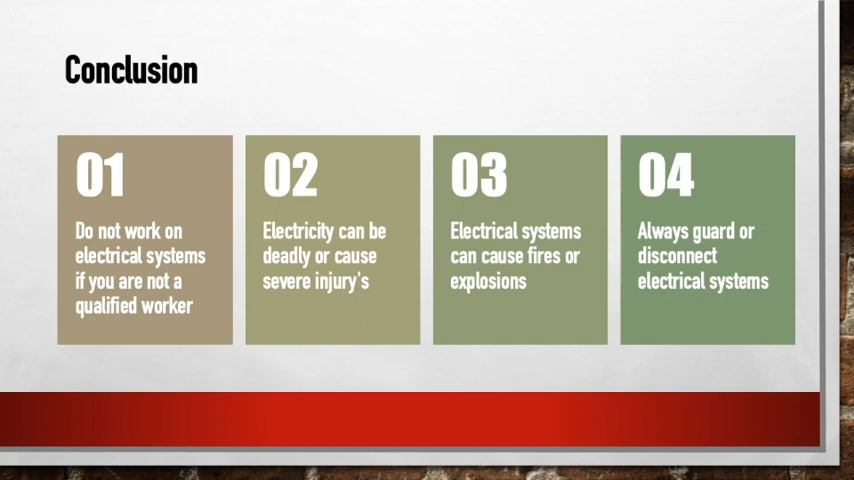 Conclusion
01
Do not work on
electrical systems
if you are not a
qualified worker
02
Electricity can be
deadly or cause
severe injury's
03
Electrical systems
can cause fires or
explosions
04
Always guard or
disconnect
electrical systems